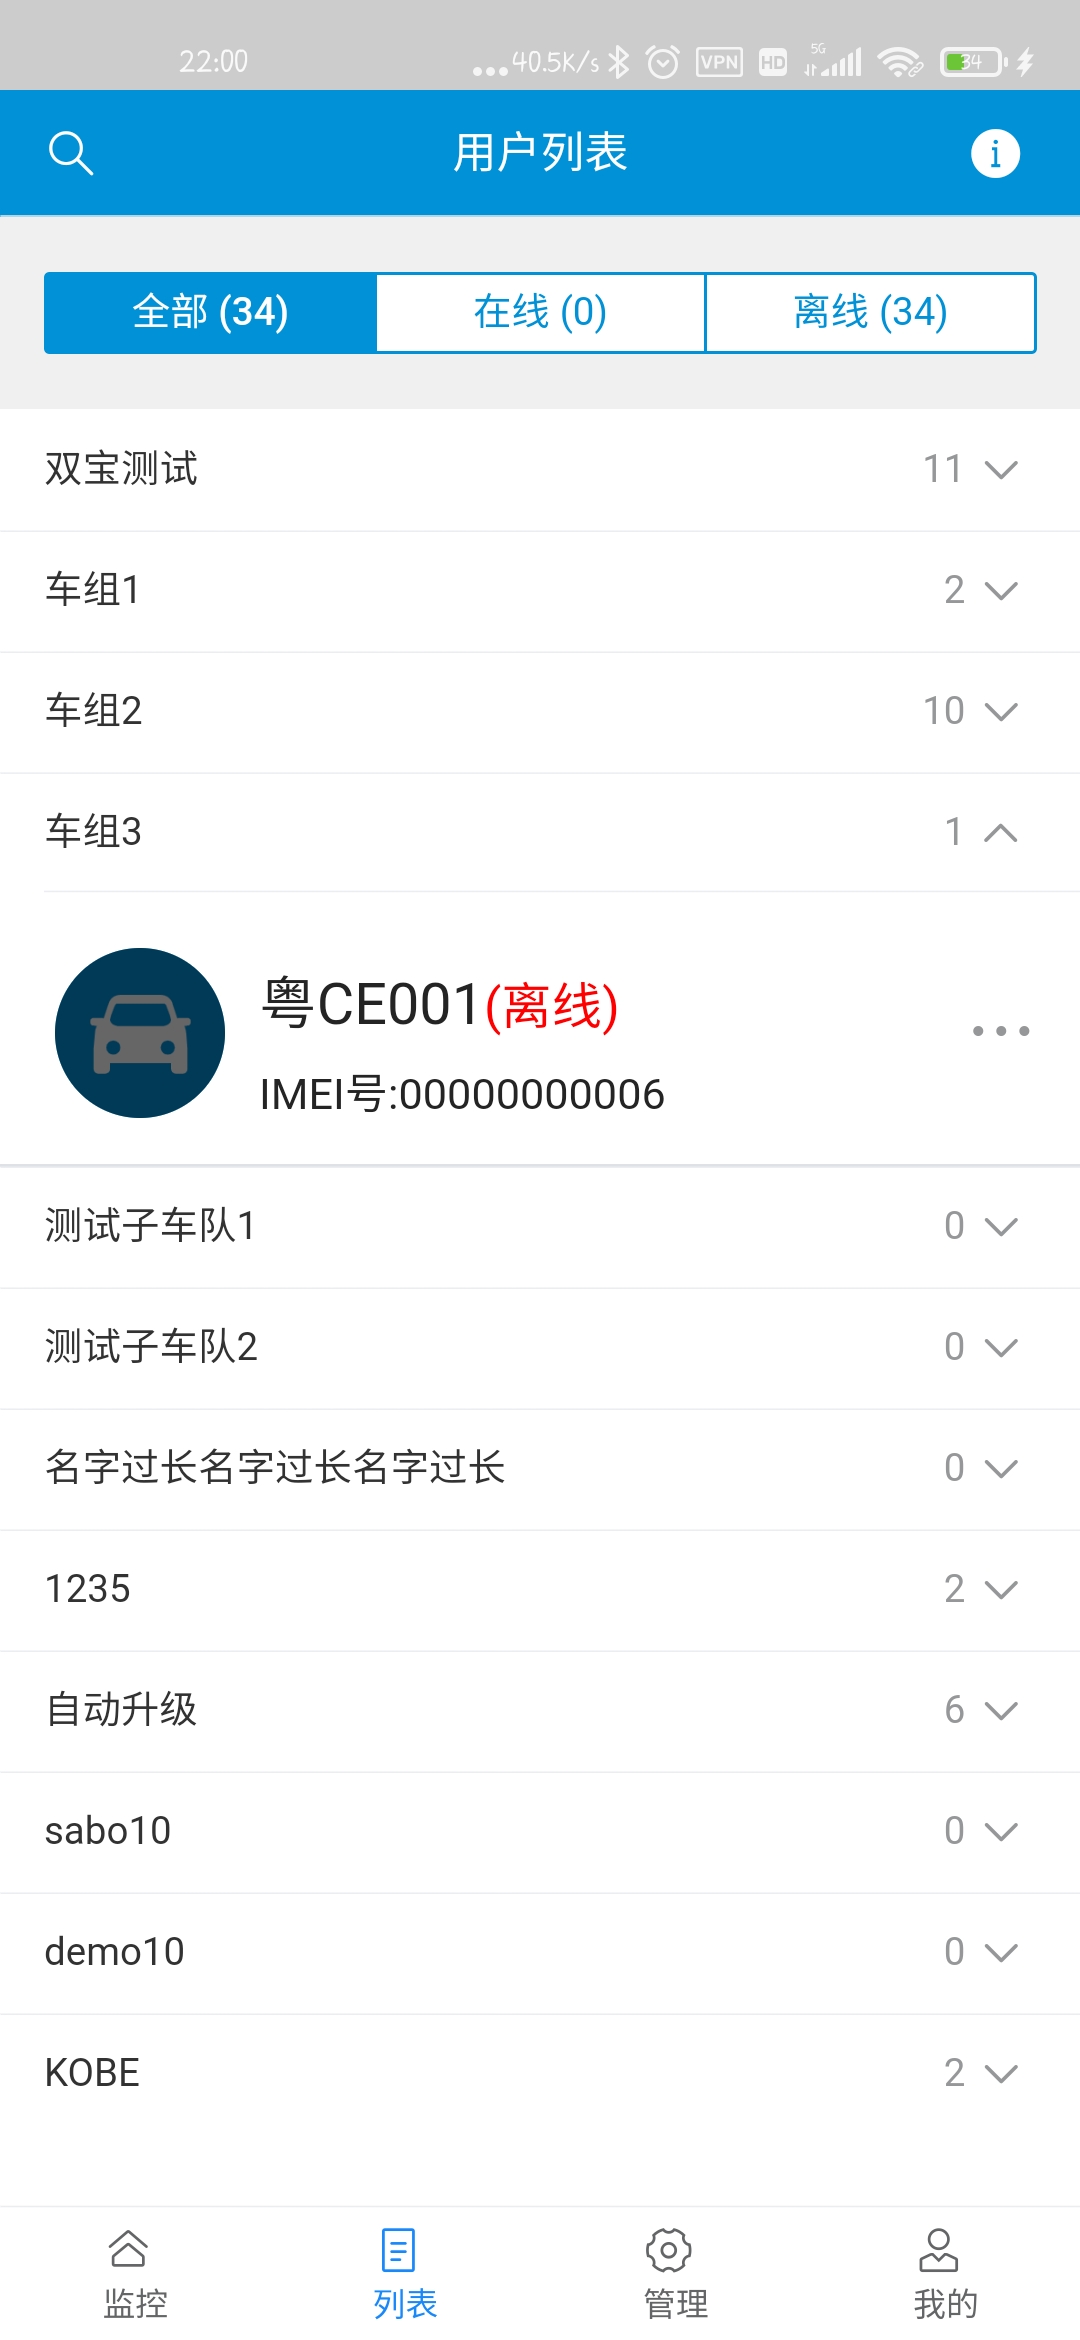 22:00 ...40.5K/s VPN HD 5G 34
用户列表
全部 (34) 在线 (0) 离线 (34)
双宝测试 11
车组1 2
车组2 10
车组3 1
粤CE001(离线)
IMEI号:00000000006
测试子车队1 0
测试子车队2 0
名字过长名字过长名字过长 0
1235 2
自动升级 6
sabo10 0
demo10 0
KOBE 2
监控 列表 管理 我的